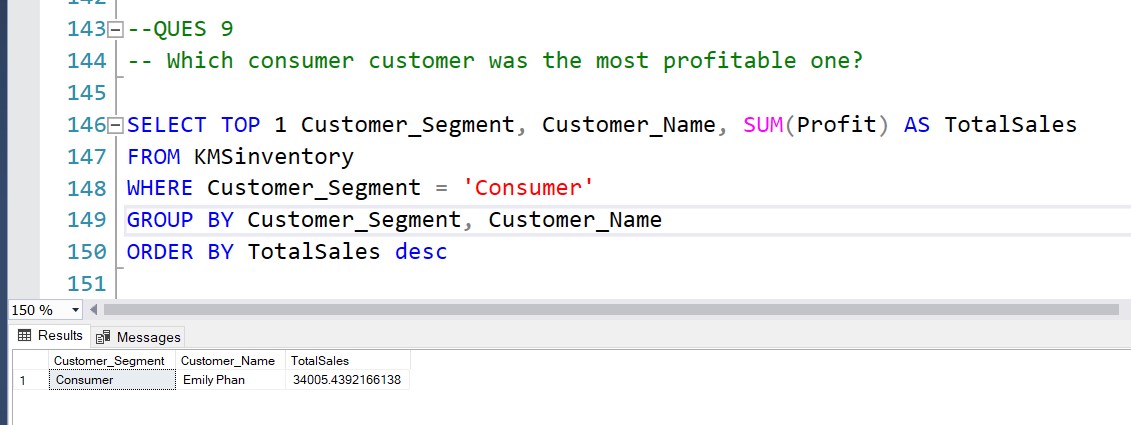 143 --QUES 9
144 -- Which consumer customer was the most profitable one?
145
146 SELECT TOP 1 Customer_Segment, Customer_Name, SUM(Profit) AS TotalSales
147 FROM KMSinventory
148 WHERE Customer_Segment = 'Consumer'
149 GROUP BY Customer_Segment, Customer_Name
150 ORDER BY TotalSales desc
151
150 %
Results Messages
Customer_Segment Customer_Name TotalSales
1 Consumer Emily Phan 34005.4392166138